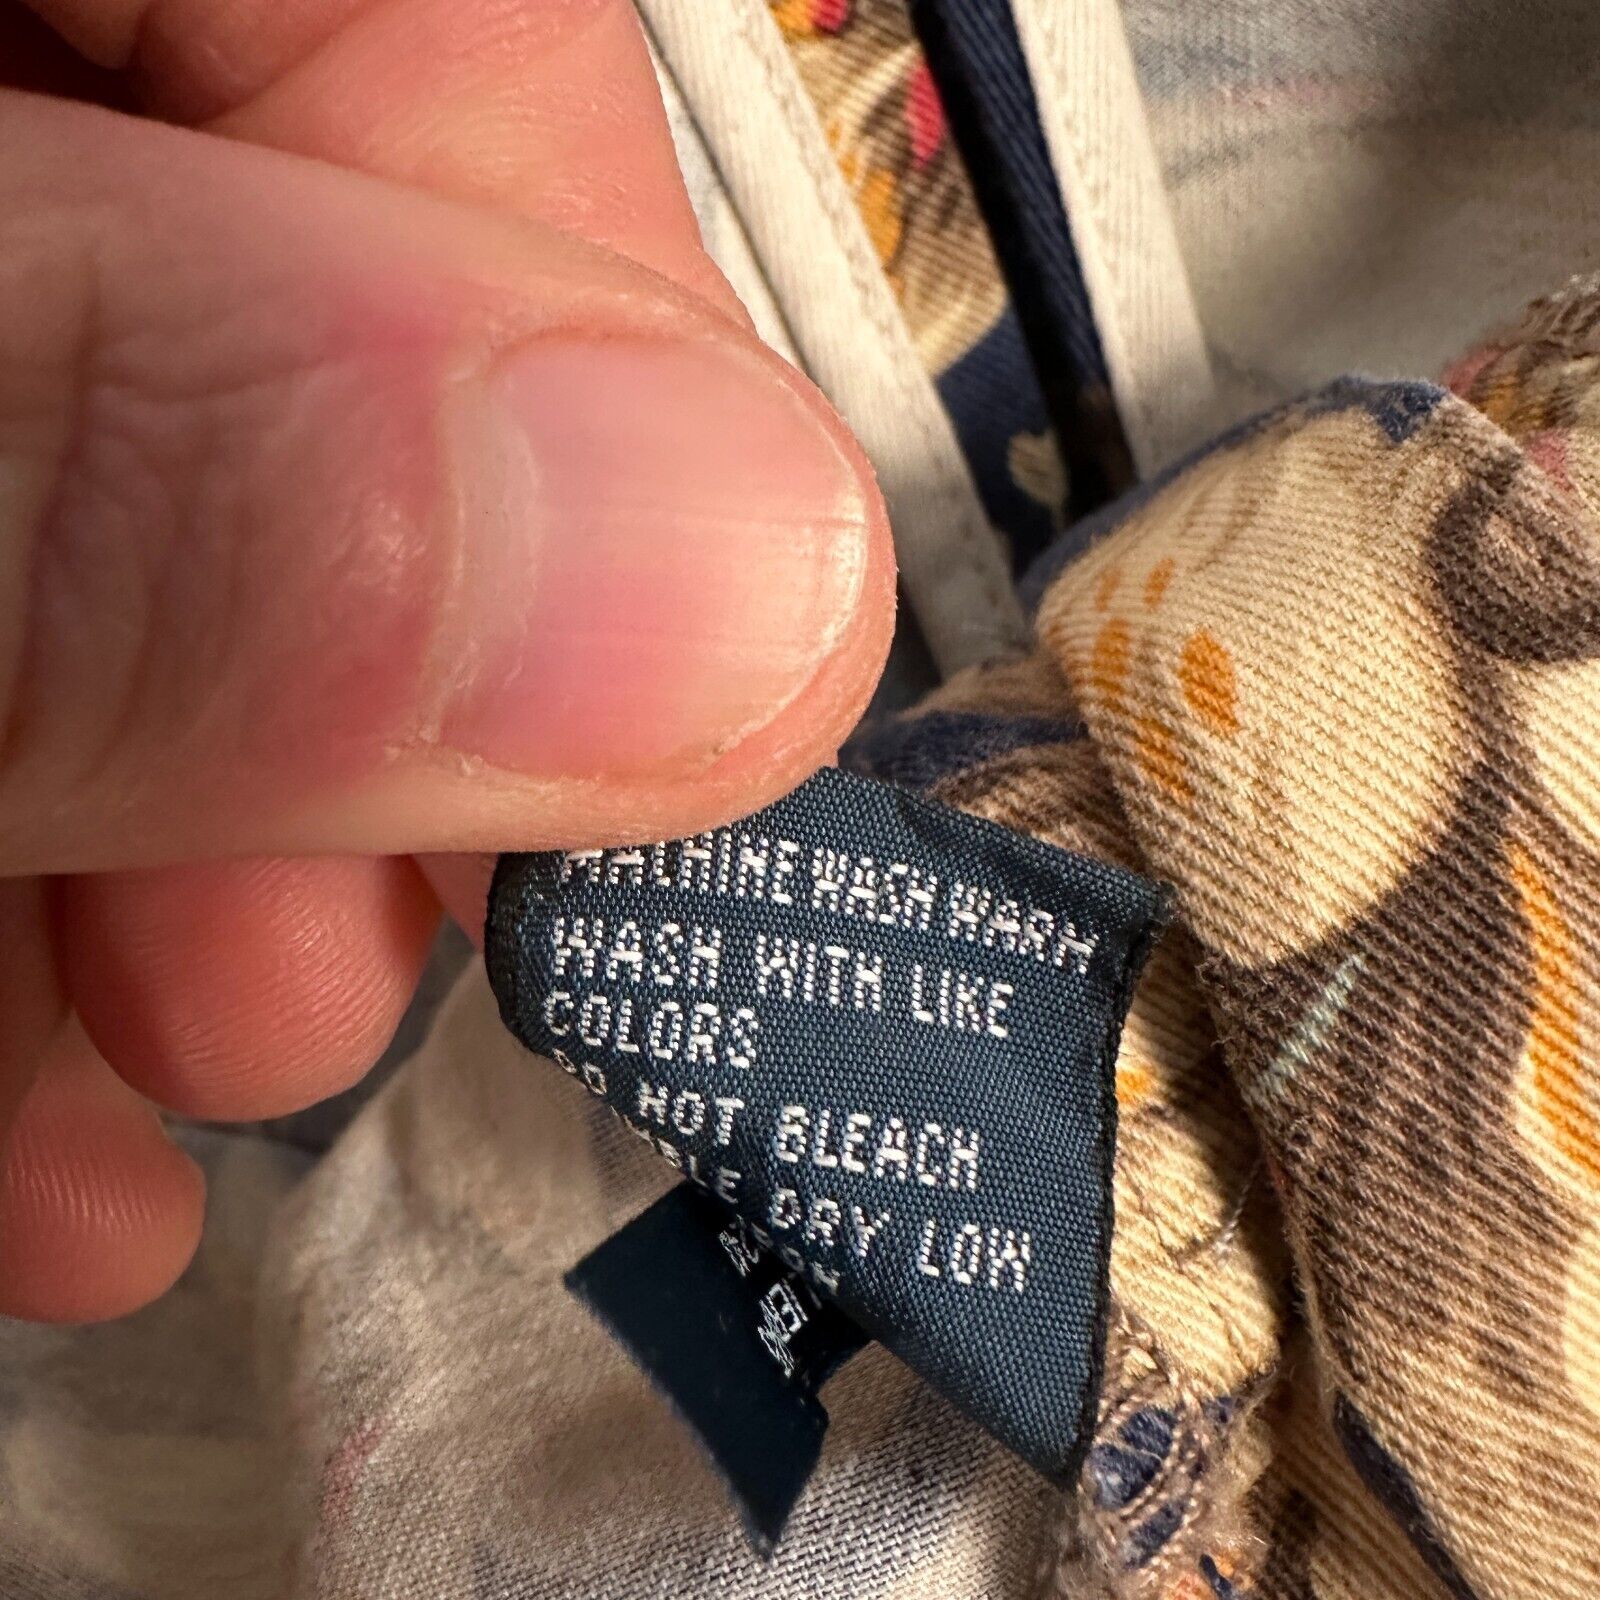 MACHINE WASH WARM
WASH WITH LIKE
COLORS
DO NOT BLEACH
TUMBLE DRY LOW